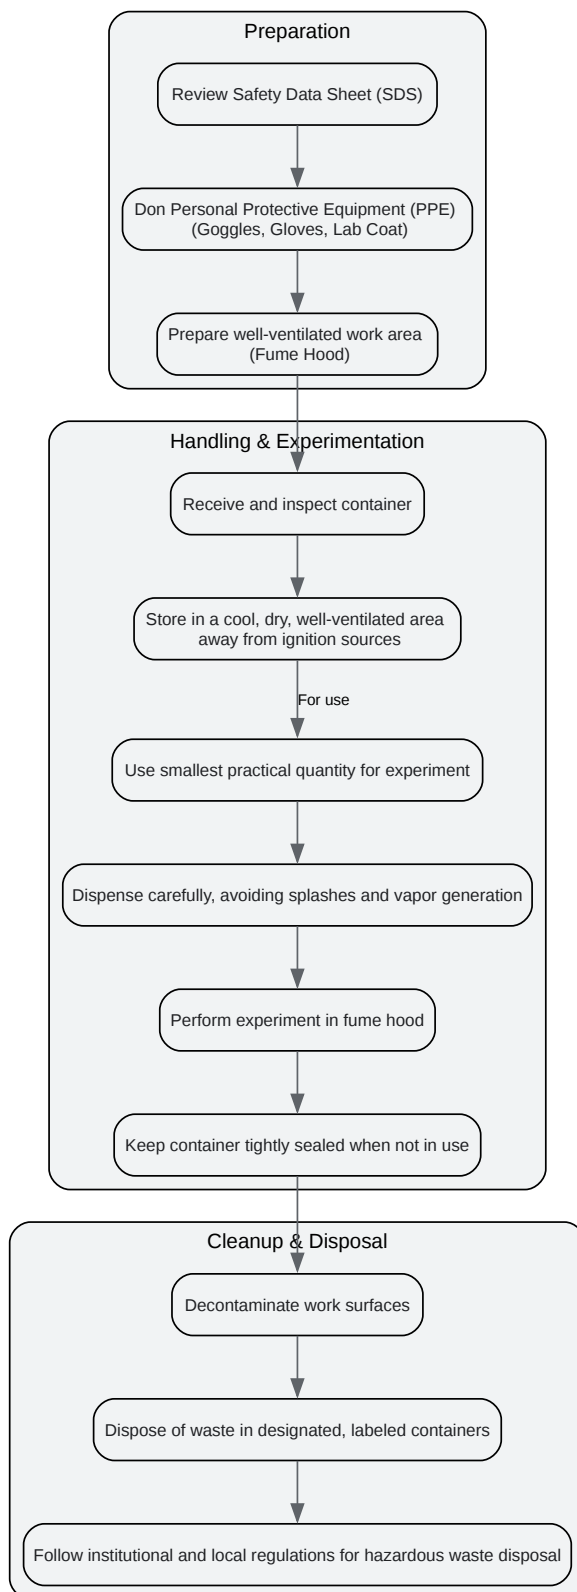 Preparation
Review Safety Data Sheet (SDS)
Don Personal Protective Equipment (PPE)
(Goggles, Gloves, Lab Coat)
Prepare well-ventilated work area
(Fume Hood)
Handling & Experimentation
Receive and inspect container
Store in a cool, dry, well-ventilated area
away from ignition sources
For use
Use smallest practical quantity for experiment
Dispense carefully, avoiding splashes and vapor generation
Perform experiment in fume hood
Keep container tightly sealed when not in use
Cleanup & Disposal
Decontaminate work surfaces
Dispose of waste in designated, labeled containers
Follow institutional and local regulations for hazardous waste disposal